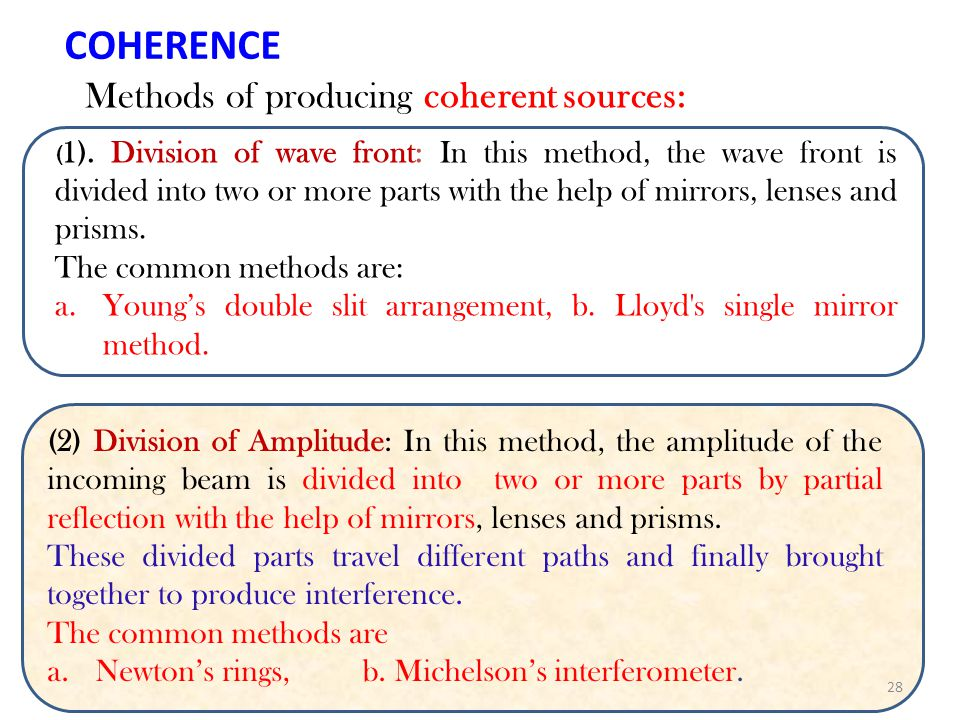 COHERENCE
Methods of producing coherent sources:
(1). Division of wave front: In this method, the wave front is
divided into two or more parts with the help of mirrors, lenses and
prisms.
The common methods are:
a. Young’s double slit arrangement, b. Lloyd's single mirror
method.
(2) Division of Amplitude: In this method, the amplitude of the
incoming beam is divided into two or more parts by partial
reflection with the help of mirrors, lenses and prisms.
These divided parts travel different paths and finally brought
together to produce interference.
The common methods are
a. Newton’s rings, b. Michelson’s interferometer.
28